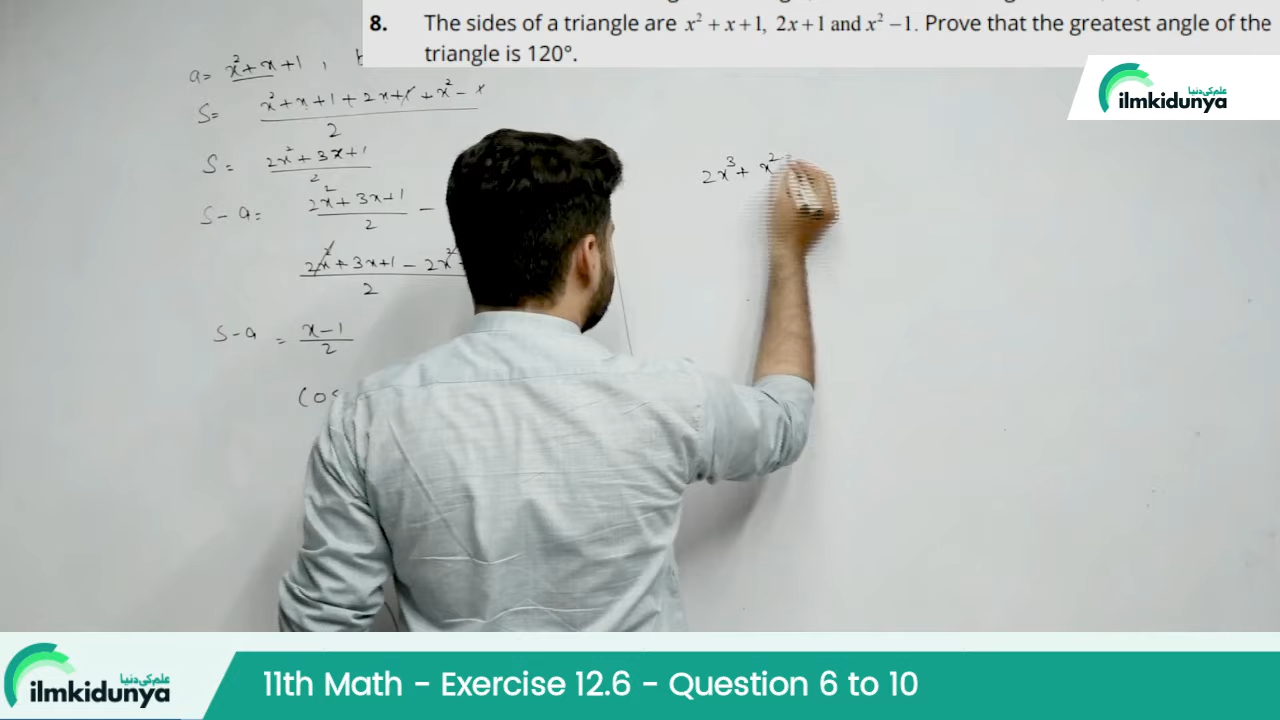 8. The sides of a triangle are x² + x + 1, 2x + 1 and x² − 1. Prove that the greatest angle of the
triangle is 120°.
علم کی دنیا
ilmkidunya
a = x² + x + 1 ,
S = x² + x + 1 + 2x + 1 + x² − 1 / 2
S = 2x² + 3x + 1 / 2
S − a = 2x² + 3x + 1 / 2 −
2x² + 3x + 1 − 2x² / 2
S − a = x − 1 / 2
Cos
2x³ + x²
علم کی دنیا
ilmkidunya
11th Math - Exercise 12.6 - Question 6 to 10